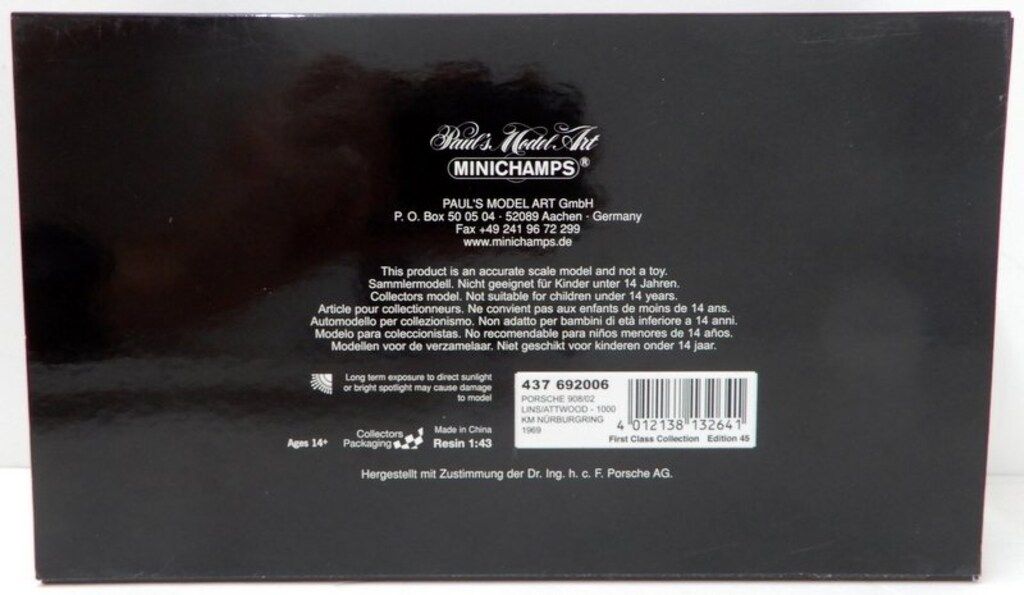 Paul's Model Art
MINICHAMPS®
PAUL'S MODEL ART GmbH
P. O. Box 50 05 04 · 52089 Aachen · Germany
Fax +49 241 96 72 299
www.minichamps.de
This product is an accurate scale model and not a toy.
Sammlermodell. Nicht geeignet für Kinder unter 14 Jahren.
Collectors model. Not suitable for children under 14 years.
Article pour collectionneurs. Ne convient pas aux enfants de moins de 14 ans.
Automodello per collezionismo. Non adatto per bambini di età inferiore a 14 anni.
Modelo para coleccionistas. No recomendable para niños menores de 14 años.
Modellen voor de verzamelaar. Niet geschikt voor kinderen onder 14 jaar.
Long term exposure to direct sunlight
or bright spotlight may cause damage
to model
Ages 14+
Collectors
Packaging
Made in China
Resin 1:43
437 692006
PORSCHE 908/02
LINS/ATTWOOD - 1000
KM NÜRBURGRING
1969
4 012138 132641
First Class Collection Edition 45
Hergestellt mit Zustimmung der Dr. Ing. h. c. F. Porsche AG.